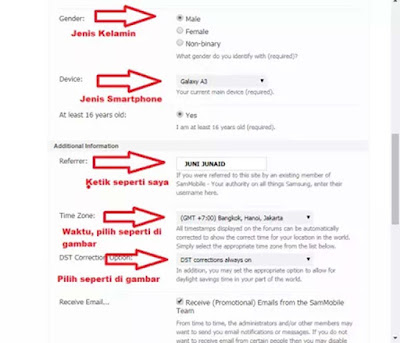 Gender:
Male
Jenis Kelamin
Female
Non-binary
What gender do you identify with (required).
Device:
Galaxy A3
Jenis Smartphone
Your current main device (required).
At least 16 years old:
Yes
I am at least 16 years old (required).
Additional Information
Referrer:
JUNI JUNAID
Ketik seperti saya
If you were referred to this site by an existing member of
SamMobile - Your authority on all things Samsung, enter their
username here.
Time Zone:
(GMT +7:00) Bangkok, Hanoi, Jakarta
Waktu, pilih seperti di
gambar
All timestamps displayed on the forums can be automatically
corrected to show the correct time for your location in the world.
Simply select the appropriate time zone from the list below.
DST Correction Option:
DST corrections always on
Pilih seperti di gambar
In addition, you may set the appropriate option to allow for
daylight savings time in your part of the world.
Receive Email...
Receive (Promotional) Emails from the SamMobile
Team
From time to time, the administrators and/or other members may
want to send you email notifications or messages. If you do not
want to receive email from certain people then you may disable